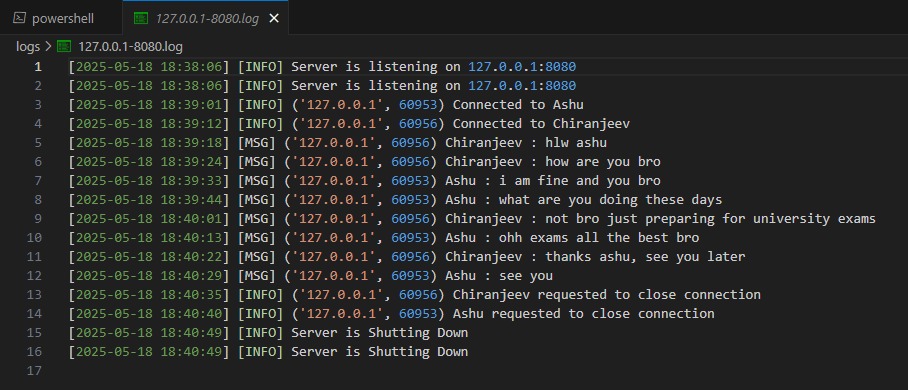 powershell 127.0.0.1-8080.log
logs > 127.0.0.1-8080.log
1 [2025-05-18 18:38:06] [INFO] Server is listening on 127.0.0.1:8080
2 [2025-05-18 18:38:06] [INFO] Server is listening on 127.0.0.1:8080
3 [2025-05-18 18:39:01] [INFO] ('127.0.0.1', 60953) Connected to Ashu
4 [2025-05-18 18:39:12] [INFO] ('127.0.0.1', 60956) Connected to Chiranjeev
5 [2025-05-18 18:39:18] [MSG] ('127.0.0.1', 60956) Chiranjeev : hlw ashu
6 [2025-05-18 18:39:24] [MSG] ('127.0.0.1', 60956) Chiranjeev : how are you bro
7 [2025-05-18 18:39:33] [MSG] ('127.0.0.1', 60953) Ashu : i am fine and you bro
8 [2025-05-18 18:39:44] [MSG] ('127.0.0.1', 60953) Ashu : what are you doing these days
9 [2025-05-18 18:40:01] [MSG] ('127.0.0.1', 60956) Chiranjeev : not bro just preparing for university exams
10 [2025-05-18 18:40:13] [MSG] ('127.0.0.1', 60953) Ashu : ohh exams all the best bro
11 [2025-05-18 18:40:22] [MSG] ('127.0.0.1', 60956) Chiranjeev : thanks ashu, see you later
12 [2025-05-18 18:40:29] [MSG] ('127.0.0.1', 60953) Ashu : see you
13 [2025-05-18 18:40:35] [INFO] ('127.0.0.1', 60956) Chiranjeev requested to close connection
14 [2025-05-18 18:40:40] [INFO] ('127.0.0.1', 60953) Ashu requested to close connection
15 [2025-05-18 18:40:49] [INFO] Server is Shutting Down
16 [2025-05-18 18:40:49] [INFO] Server is Shutting Down
17